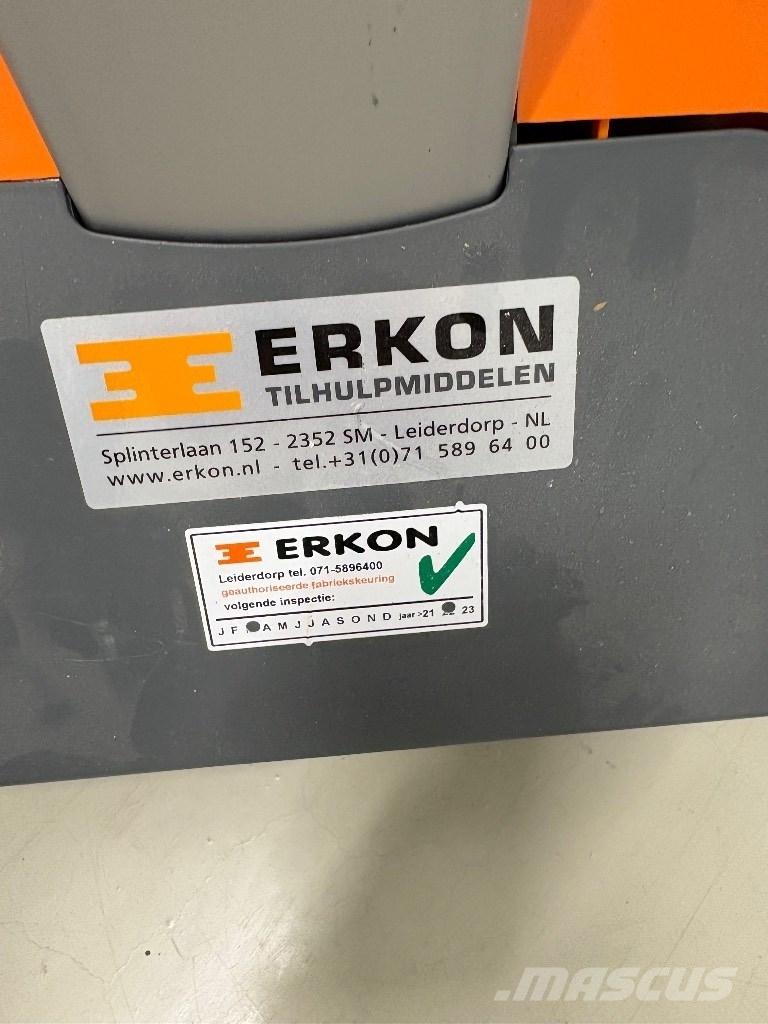 ERKON
TILHULPMIDDELEN
Splinterlaan 152 - 2352 SM - Leiderdorp - NL
www.erkon.nl - tel.+31(0)71 589 64 00
ERKON
Leiderdorp tel. 071-5896400
geauthoriseerde fabriekskeuring
volgende inspectie:
J F A M J J A S O N D jaar >21 23
MASCUS